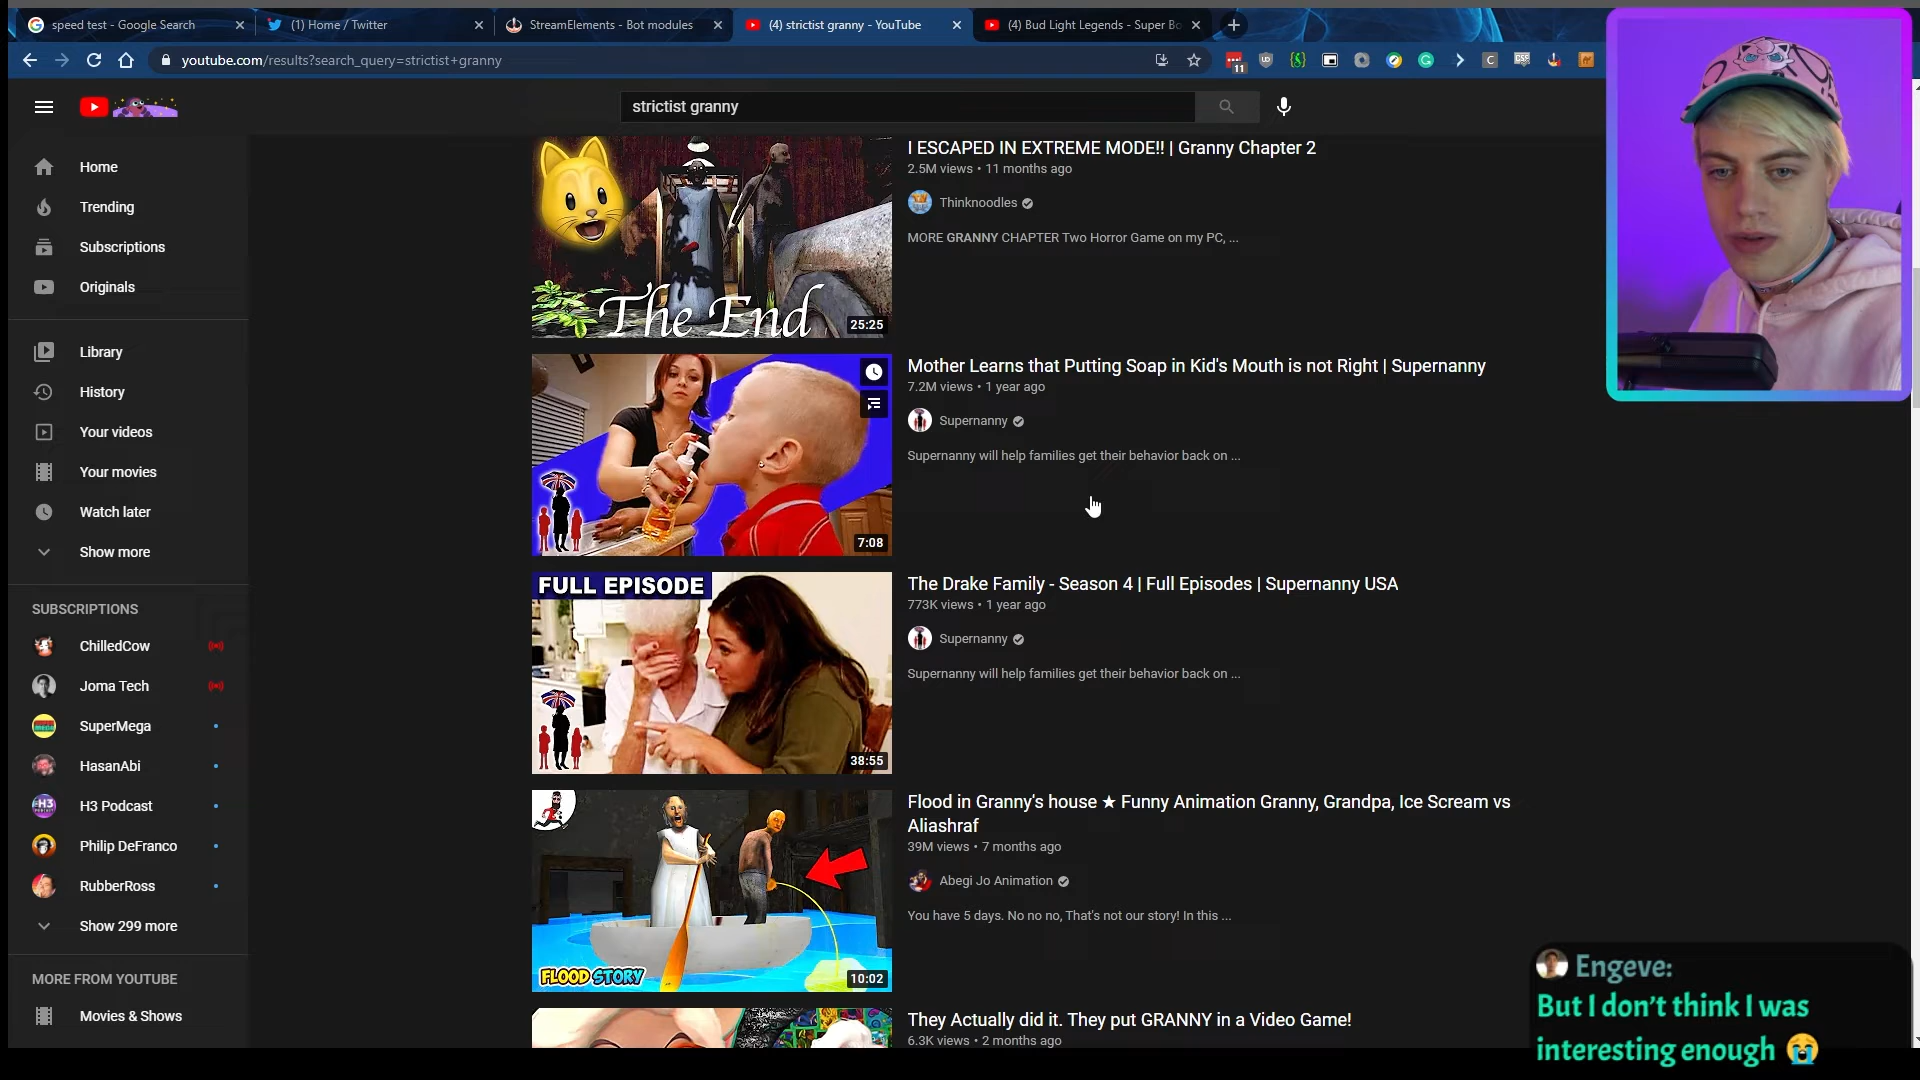 speed test - Google Search
(1) Home / Twitter
StreamElements - Bot modules
(4) strictist granny - YouTube
(4) Bud Light Legends - Super Bo
youtube.com/results?search_query=strictist+granny
11
strictist granny
Home
Trending
Subscriptions
Originals
Library
History
Your videos
Your movies
Watch later
Show more
SUBSCRIPTIONS
ChilledCow
Joma Tech
SuperMega
HasanAbi
H3 Podcast
Philip DeFranco
RubberRoss
Show 299 more
MORE FROM YOUTUBE
Movies & Shows
The End
25:25
I ESCAPED IN EXTREME MODE!! | Granny Chapter 2
2.5M views • 11 months ago
Thinknoodles
MORE GRANNY CHAPTER Two Horror Game on my PC, ...
7:08
Mother Learns that Putting Soap in Kid's Mouth is not Right | Supernanny
7.2M views • 1 year ago
Supernanny
Supernanny will help families get their behavior back on ...
FULL EPISODE
38:55
The Drake Family - Season 4 | Full Episodes | Supernanny USA
773K views • 1 year ago
Supernanny
Supernanny will help families get their behavior back on ...
FLOOD STORY
10:02
Flood in Granny's house ★ Funny Animation Granny, Grandpa, Ice Scream vs
Aliashraf
39M views • 7 months ago
Abegi Jo Animation
You have 5 days. No no no, That's not our story! In this ...
They Actually did it. They put GRANNY in a Video Game!
6.3K views • 2 months ago
Engeve:
But I don't think I was
interesting enough 😭